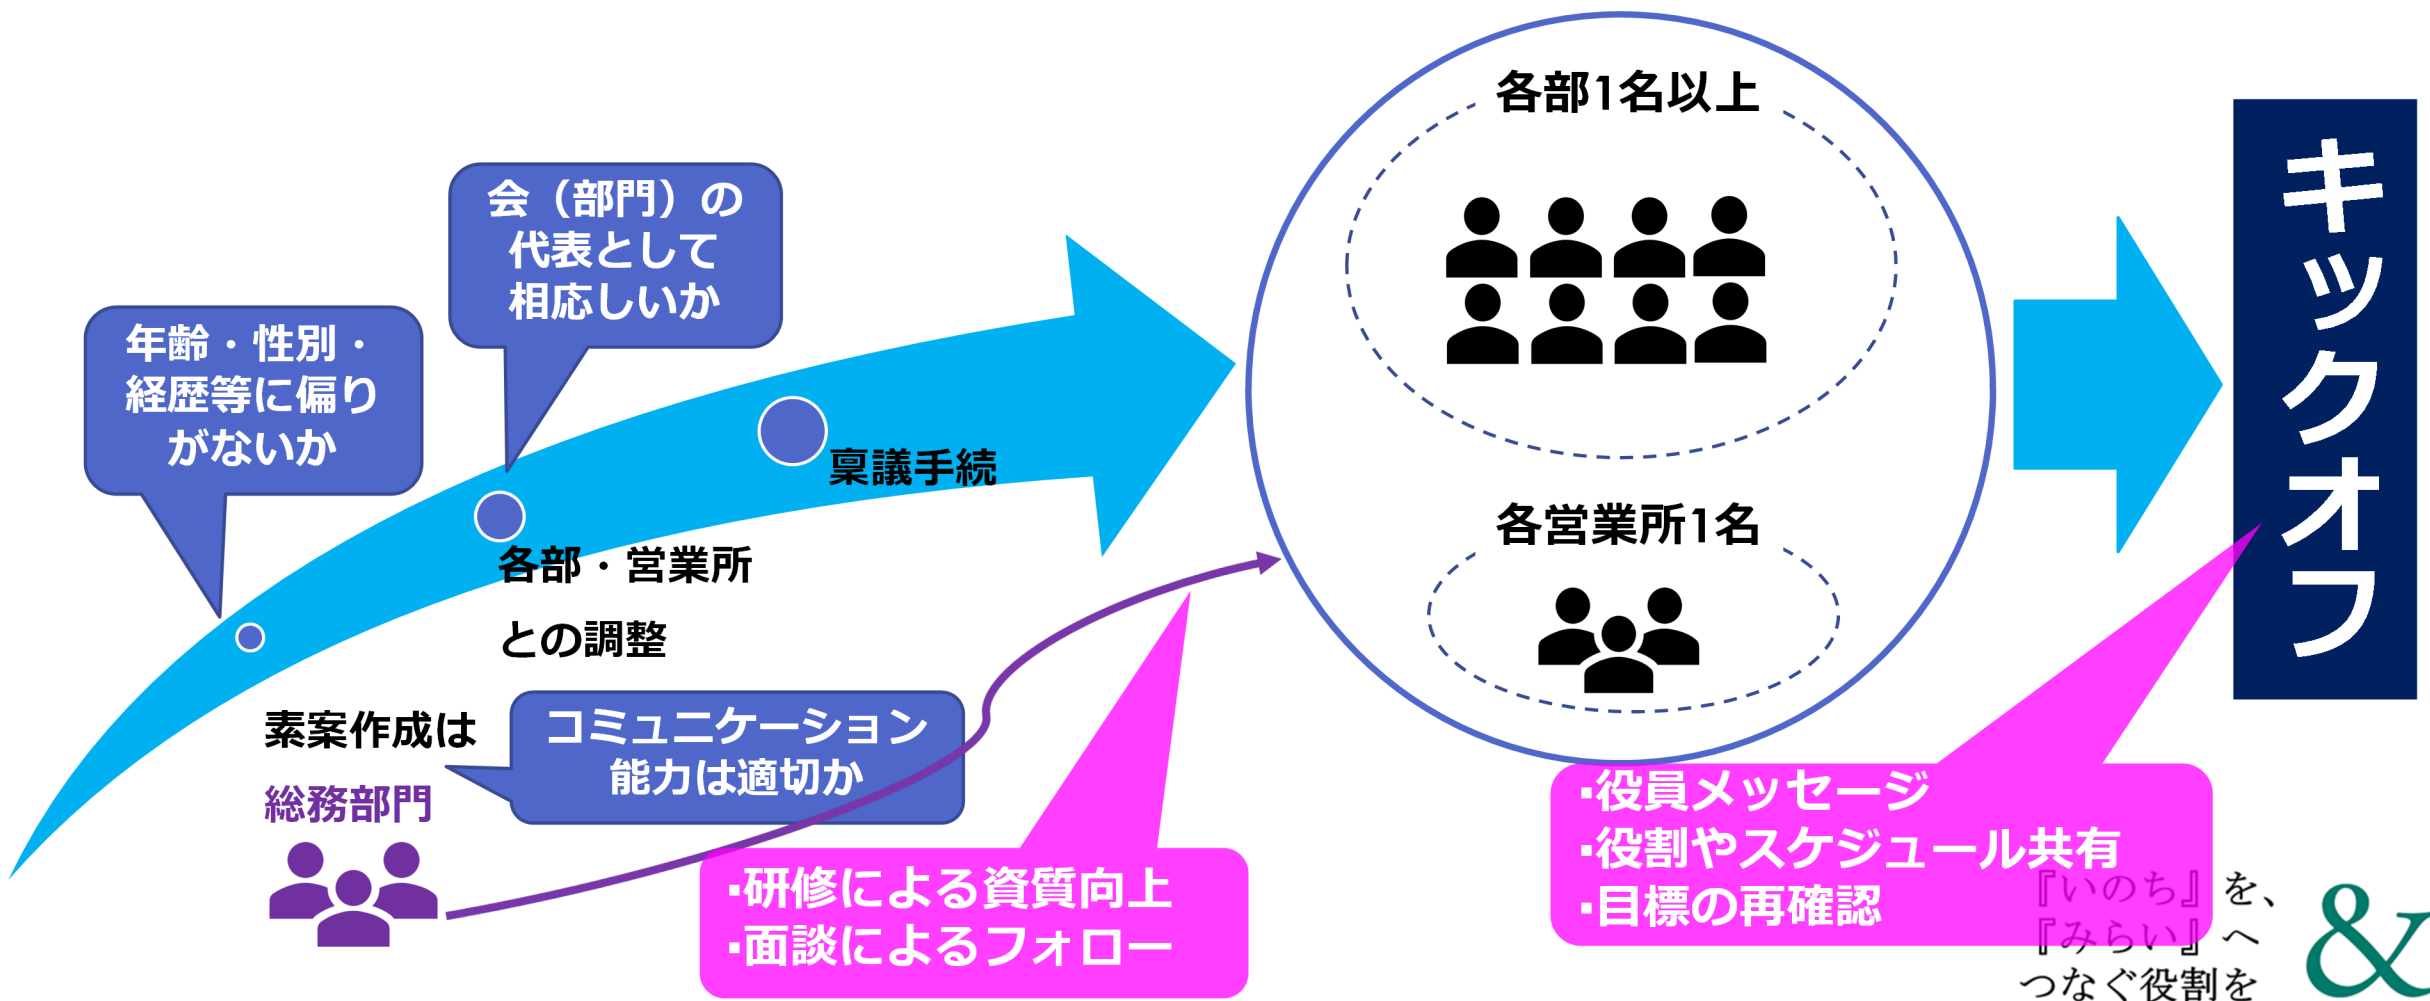 年齢・性別・
経歴等に偏り
がないか
会（部門）の
代表として
相応しいか
稟議手続
各部・営業所
との調整
素案作成は
総務部門
コミュニケーション
能力は適切か
・研修による資質向上
・面談によるフォロー
各部1名以上
各営業所1名
キックオフ
・役員メッセージ
・役割やスケジュール共有
・目標の再確認
『いのち』を、
『みらい』へ
つなぐ役割を
&